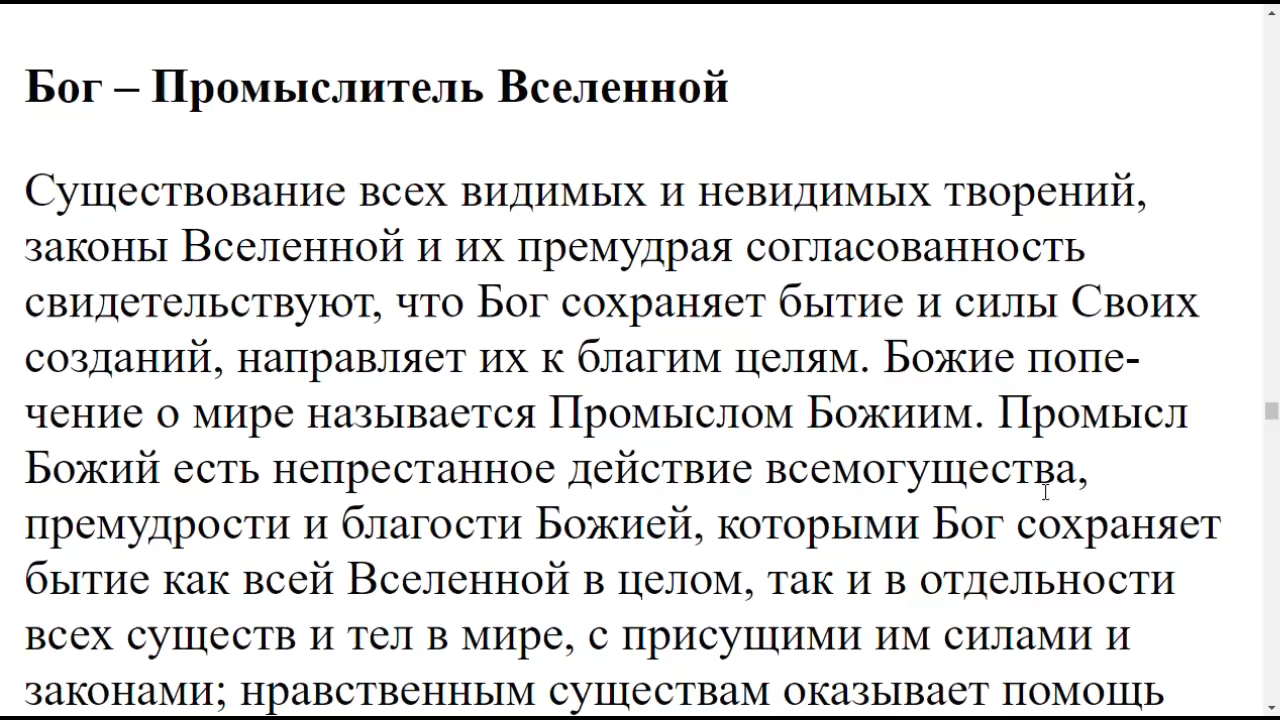 Бог – Промыслитель Вселенной
Существование всех видимых и невидимых творений,
законы Вселенной и их премудрая согласованность
свидетельствуют, что Бог сохраняет бытие и силы Своих
созданий, направляет их к благим целям. Божие попе-
чение о мире называется Промыслом Божиим. Промысл
Божий есть непрестанное действие всемогущества,
премудрости и благости Божией, которыми Бог сохраняет
бытие как всей Вселенной в целом, так и в отдельности
всех существ и тел в мире, с присущими им силами и
законами; нравственным существам оказывает помощь